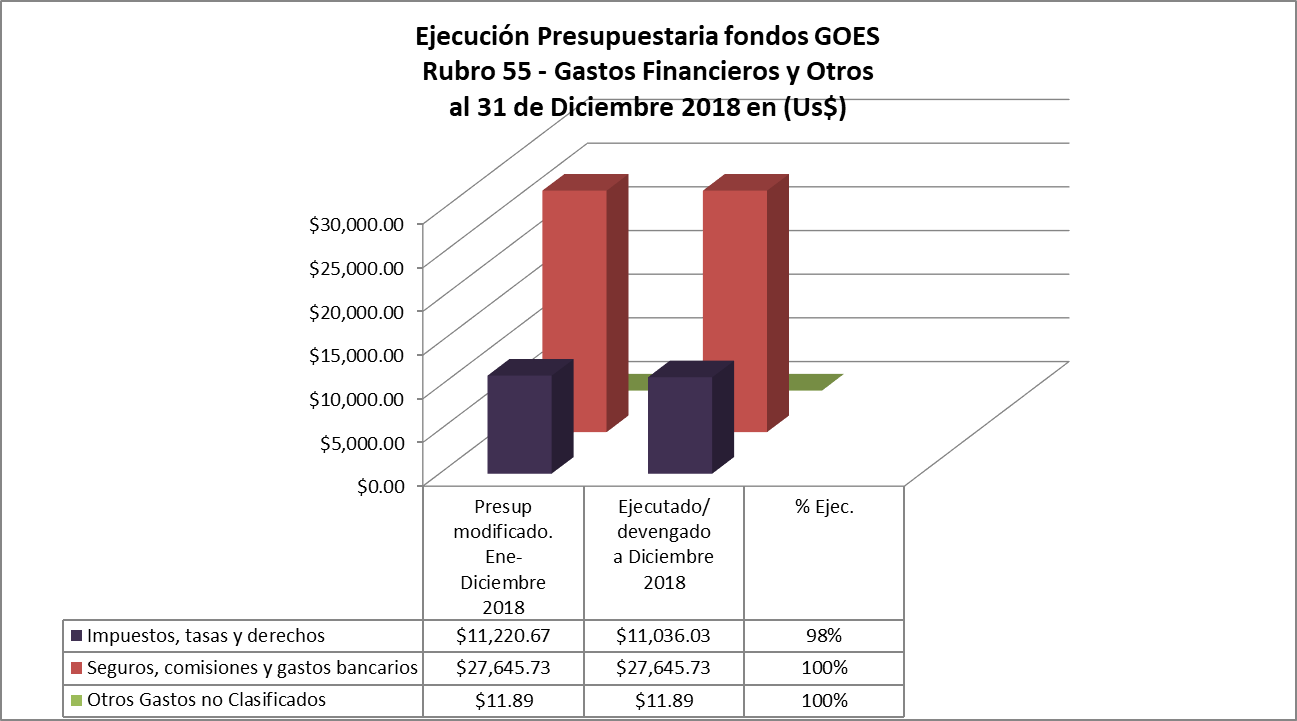 Ejecución Presupuestaria fondos GOES
Rubro 55 - Gastos Financieros y Otros
al 31 de Diciembre 2018 en (Us$)
$30,000.00
$25,000.00
$20,000.00
$15,000.00
$10,000.00
$5,000.00
$0.00
Presup
modificado.
Ene-
Diciembre
2018
Ejecutado/
devengado
a Diciembre
2018
% Ejec.
Impuestos, tasas y derechos $11,220.67 $11,036.03 98%
Seguros, comisiones y gastos bancarios $27,645.73 $27,645.73 100%
Otros Gastos no Clasificados $11.89 $11.89 100%